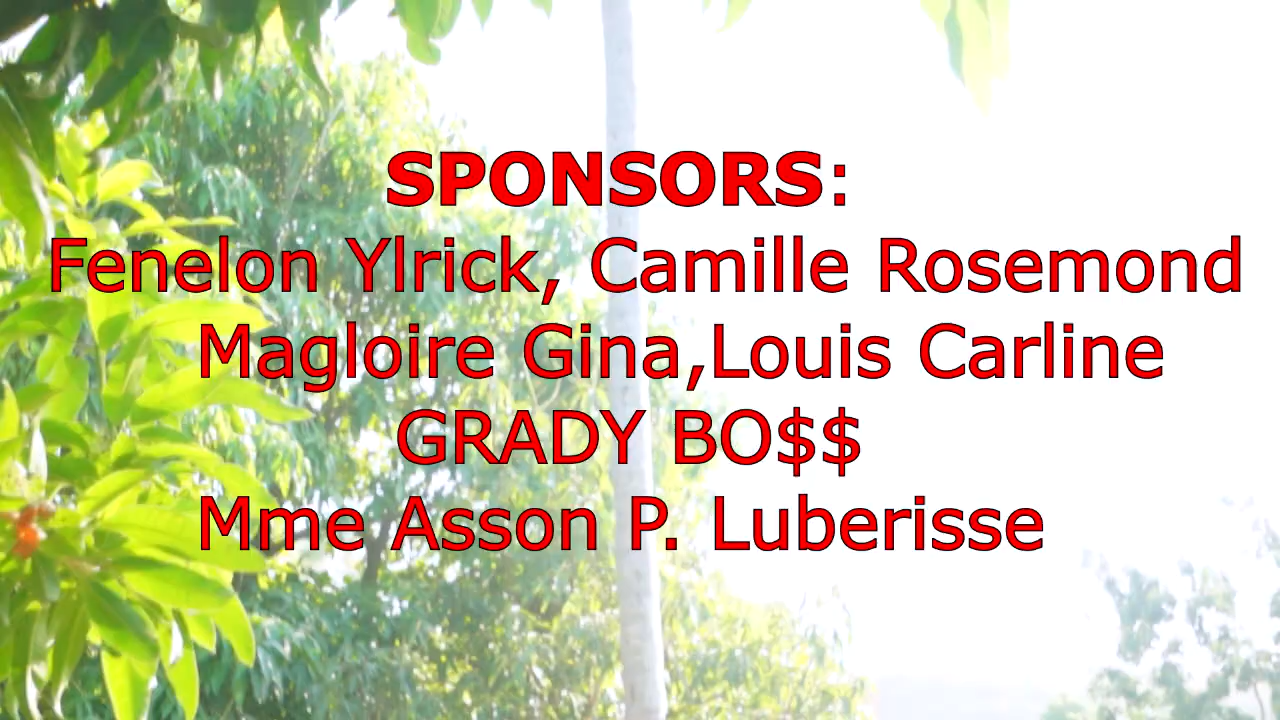 SPONSORS:
Fenelon Ylrick, Camille Rosemond
Magloire Gina,Louis Carline
GRADY BO$$
Mme Asson P. Luberisse